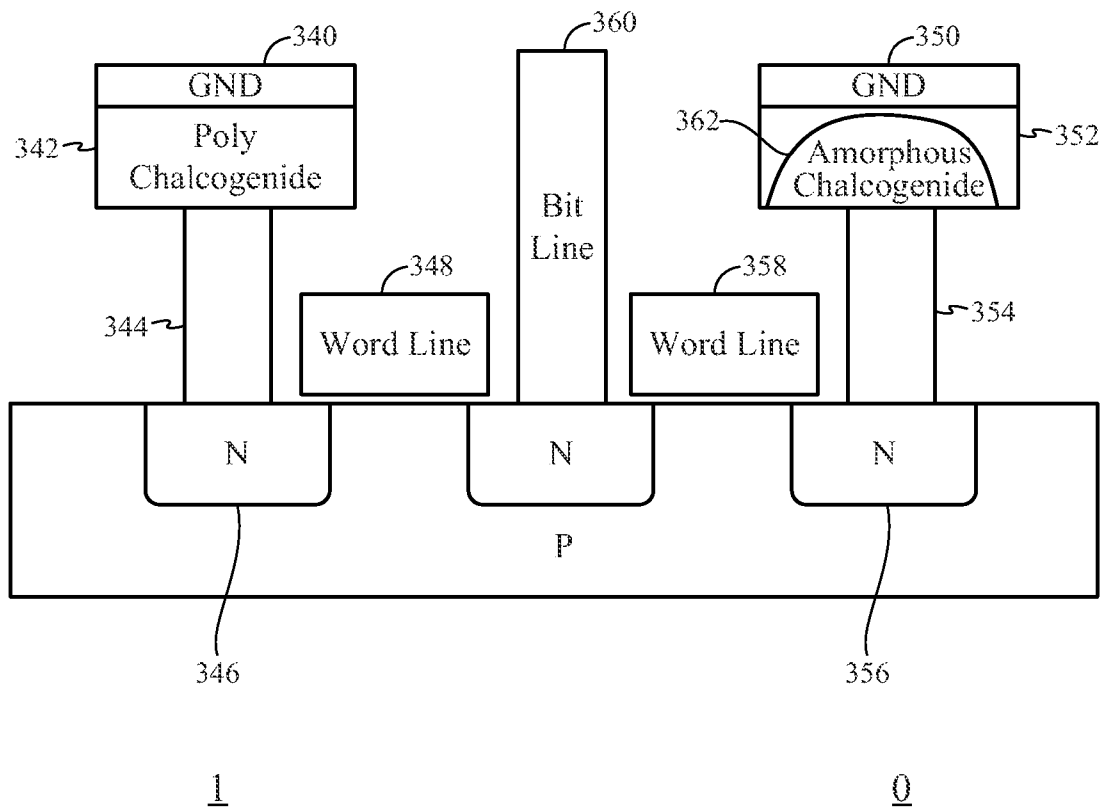 340
360
350
GND
GND
342
Poly
Chalcogenide
362
352
Amorphous
Chalcogenide
Bit
Line
348
358
344
354
Word Line
Word Line
N
N
N
P
346
356
1
0